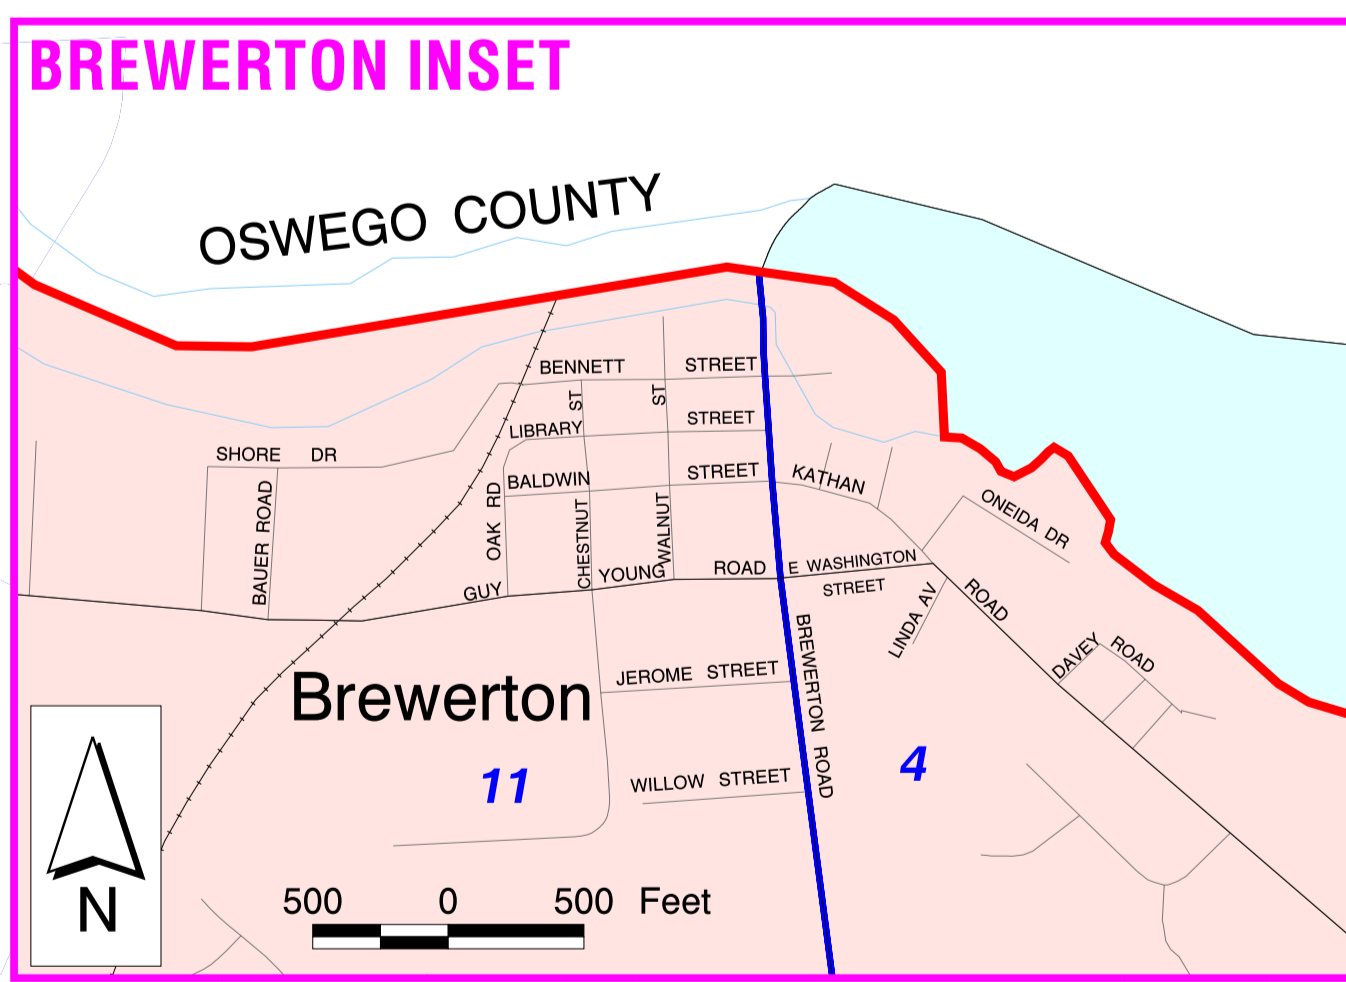 BREWERTON INSET
OSWEGO COUNTY
BENNETT STREET
ST
ST
LIBRARY STREET
SHORE DR
BALDWIN STREET
KATHAN ROAD
ONEIDA DR
BAUER ROAD
OAK RD
CHESTNUT
WALNUT
GUY YOUNG ROAD
E WASHINGTON
STREET
LINDA AV
DAVEY ROAD
BREWERTON ROAD
JEROME STREET
Brewerton
11
4
WILLOW STREET
500 0 500 Feet
N